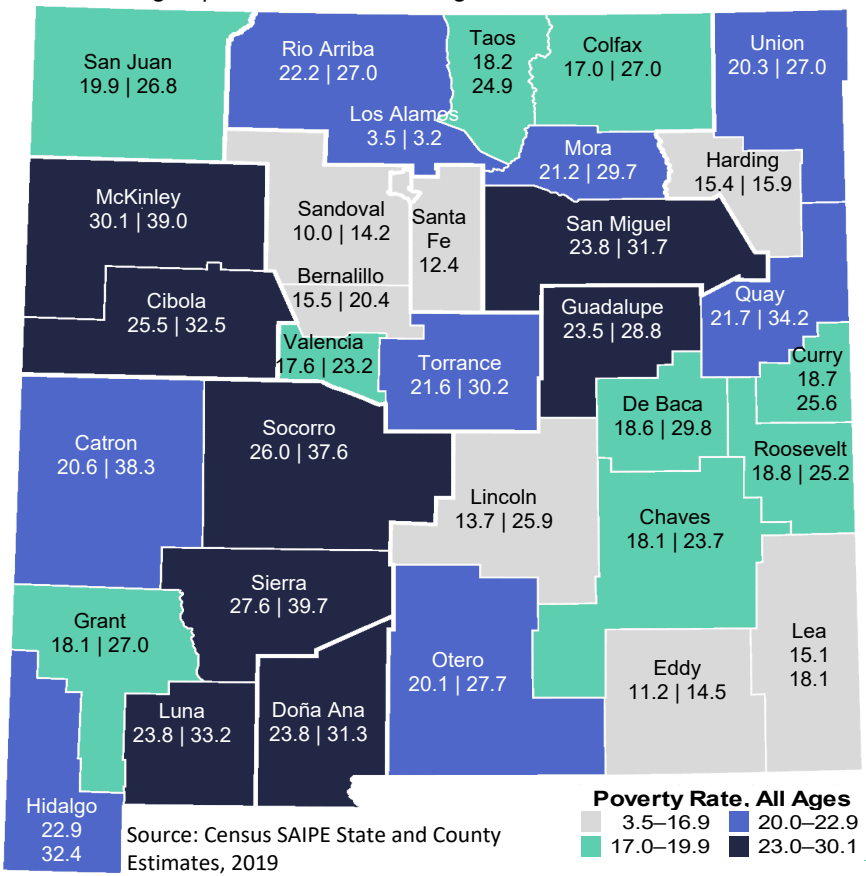 San Juan
19.9 | 26.8
Rio Arriba
22.2 | 27.0
Taos
18.2
24.9
Colfax
17.0 | 27.0
Union
20.3 | 27.0
Los Alamos
3.5 | 3.2
Mora
21.2 | 29.7
Harding
15.4 | 15.9
McKinley
30.1 | 39.0
Sandoval
10.0 | 14.2
Santa
Fe
12.4
San Miguel
23.8 | 31.7
Bernalillo
15.5 | 20.4
Cibola
25.5 | 32.5
Guadalupe
23.5 | 28.8
Quay
21.7 | 34.2
Valencia
17.6 | 23.2
Torrance
21.6 | 30.2
Curry
18.7
25.6
De Baca
18.6 | 29.8
Catron
20.6 | 38.3
Socorro
26.0 | 37.6
Roosevelt
18.8 | 25.2
Lincoln
13.7 | 25.9
Chaves
18.1 | 23.7
Sierra
27.6 | 39.7
Grant
18.1 | 27.0
Lea
15.1
18.1
Otero
20.1 | 27.7
Eddy
11.2 | 14.5
Luna
23.8 | 33.2
Doña Ana
23.8 | 31.3
Hidalgo
22.9
32.4
Source: Census SAIPE State and County
Estimates, 2019
Poverty Rate, All Ages
3.5–16.9
20.0–22.9
17.0–19.9
23.0–30.1